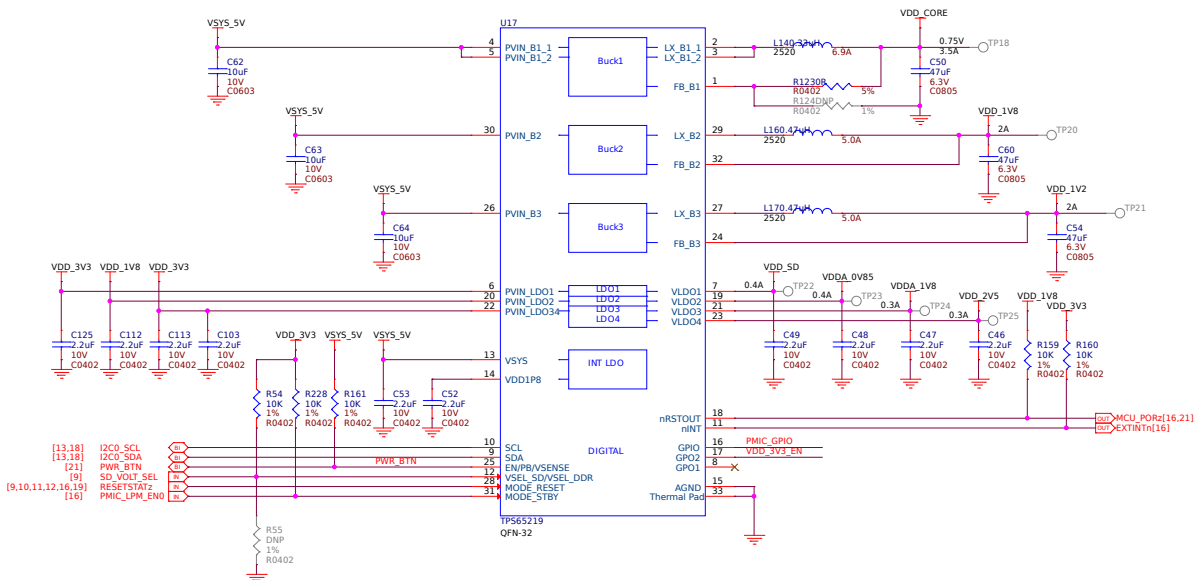 U17
VSYS_5V
VDD_CORE
C62
10uF
10V
C0603
4
5
PVIN_B1_1
PVIN_B1_2
Buck1
LX_B1_1
LX_B1_2
2
3
L140.33uH
2520
6.9A
0.75V
3.5A
TP18
C50
47uF
6.3V
C0805
FB_B1
1
R1230R
R0402
5%
R124DNP
R0402
1%
VSYS_5V
C63
10uF
10V
C0603
30
PVIN_B2
Buck2
LX_B2
29
L160.47uH
2520
5.0A
VDD_1V8
2A
TP20
FB_B2
32
C60
47uF
6.3V
C0805
VSYS_5V
C64
10uF
10V
C0603
26
PVIN_B3
Buck3
LX_B3
27
L170.47uH
2520
5.0A
VDD_1V2
2A
TP21
FB_B3
24
C54
47uF
6.3V
C0805
VDD_3V3
VDD_1V8
VDD_3V3
6
20
22
PVIN_LDO1
PVIN_LDO2
PVIN_LDO34
LDO1
LDO2
LDO3
LDO4
VLDO1
VLDO2
VLDO3
VLDO4
7
19
21
23
VDD_SD
0.4A
TP22
VDDA_0V85
0.4A
TP23
VDDA_1V8
0.3A
TP24
VDD_2V5
0.3A
TP25
VDD_1V8
VDD_3V3
C125
2.2uF
10V
C0402
C112
2.2uF
10V
C0402
C113
2.2uF
10V
C0402
C103
2.2uF
10V
C0402
VDD_3V3
VSYS_5V
VSYS_5V
C49
2.2uF
10V
C0402
C48
2.2uF
10V
C0402
C47
2.2uF
10V
C0402
C46
2.2uF
10V
C0402
R159
10K
1%
R0402
R160
10K
1%
R0402
13
VSYS
14
VDD1P8
INT LDO
R54
10K
1%
R0402
R228
10K
1%
R0402
R161
10K
1%
R0402
C53
2.2uF
10V
C0402
C52
2.2uF
10V
C0402
nRSTOUT
nINT
18
11
OUT
MCU_PORz[16,21]
OUT
EXTINTn[16]
[13,18] I2C0_SCL BI
[13,18] I2C0_SDA BI
[21] PWR_BTN BI
[9] SD_VOLT_SEL IN
[9,10,11,12,16,19] RESETSTATz IN
[16] PMIC_LPM_EN0 IN
PWR_BTN
10
9
25
12
28
31
SCL
SDA
EN/PB/VSENSE
VSEL_SD/VSEL_DDR
MODE_RESET
MODE_STBY
DIGITAL
GPIO
GPO2
GPO1
16
17
8
PMIC_GPIO
VDD_3V3_EN
AGND
Thermal Pad
15
33
TPS65219
QFN-32
R55
DNP
1%
R0402